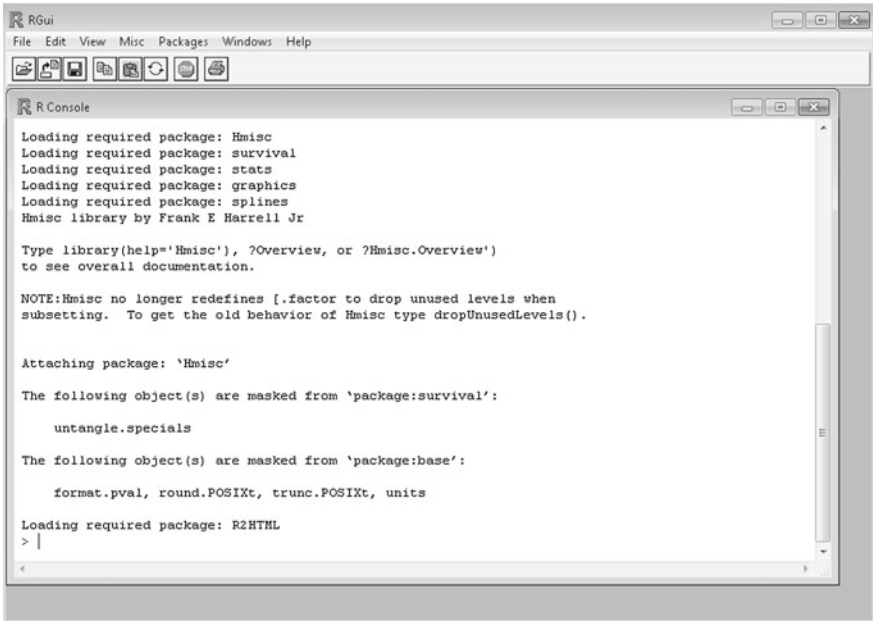 RGui
File Edit View Misc Packages Windows Help
R Console
Loading required package: Hmisc
Loading required package: survival
Loading required package: stats
Loading required package: graphics
Loading required package: splines
Hmisc library by Frank E Harrell Jr
Type library(help='Hmisc'), ?Overview, or ?Hmisc.Overview')
to see overall documentation.
NOTE:Hmisc no longer redefines [.factor to drop unused levels when
subsetting.  To get the old behavior of Hmisc type dropUnusedLevels().
Attaching package: ‘Hmisc’
The following object(s) are masked from ‘package:survival’:
untangle.specials
The following object(s) are masked from ‘package:base’:
format.pval, round.POSIXt, trunc.POSIXt, units
Loading required package: R2HTML
>